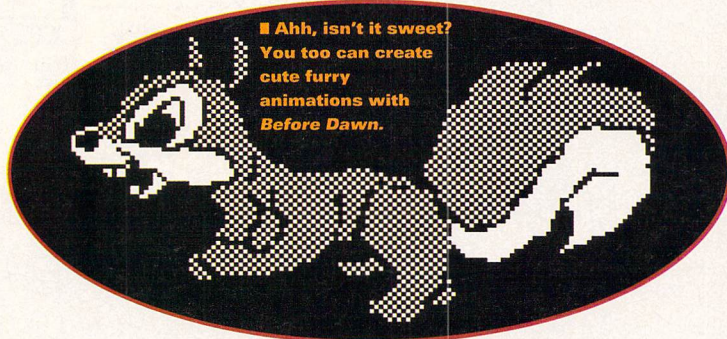 ■ Ahh, isn't it sweet?
You too can create
cute furry
animations with
Before Dawn.